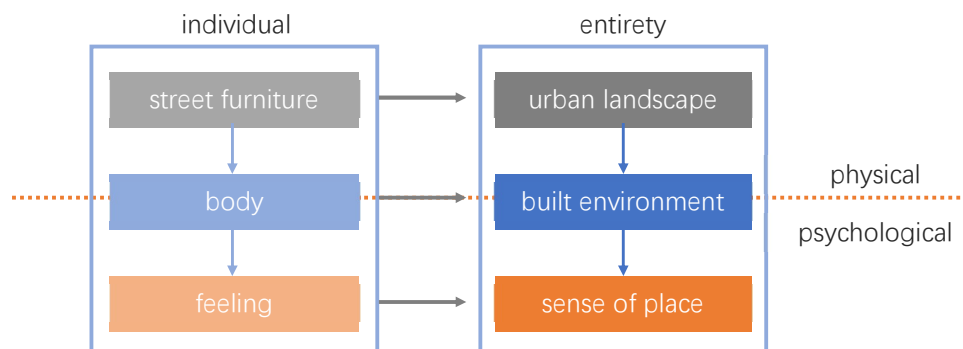 individual
entirety
street furniture
urban landscape
body
built environment
physical
psychological
feeling
sense of place